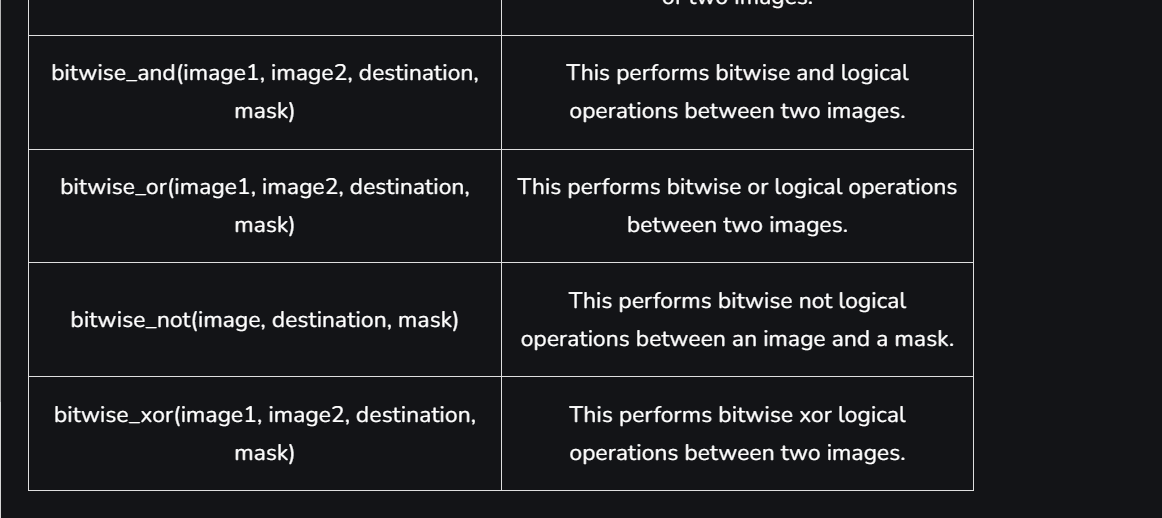 of two images.
bitwise_and(image1, image2, destination,
mask)
This performs bitwise and logical
operations between two images.
bitwise_or(image1, image2, destination,
mask)
This performs bitwise or logical operations
between two images.
bitwise_not(image, destination, mask)
This performs bitwise not logical
operations between an image and a mask.
bitwise_xor(image1, image2, destination,
mask)
This performs bitwise xor logical
operations between two images.